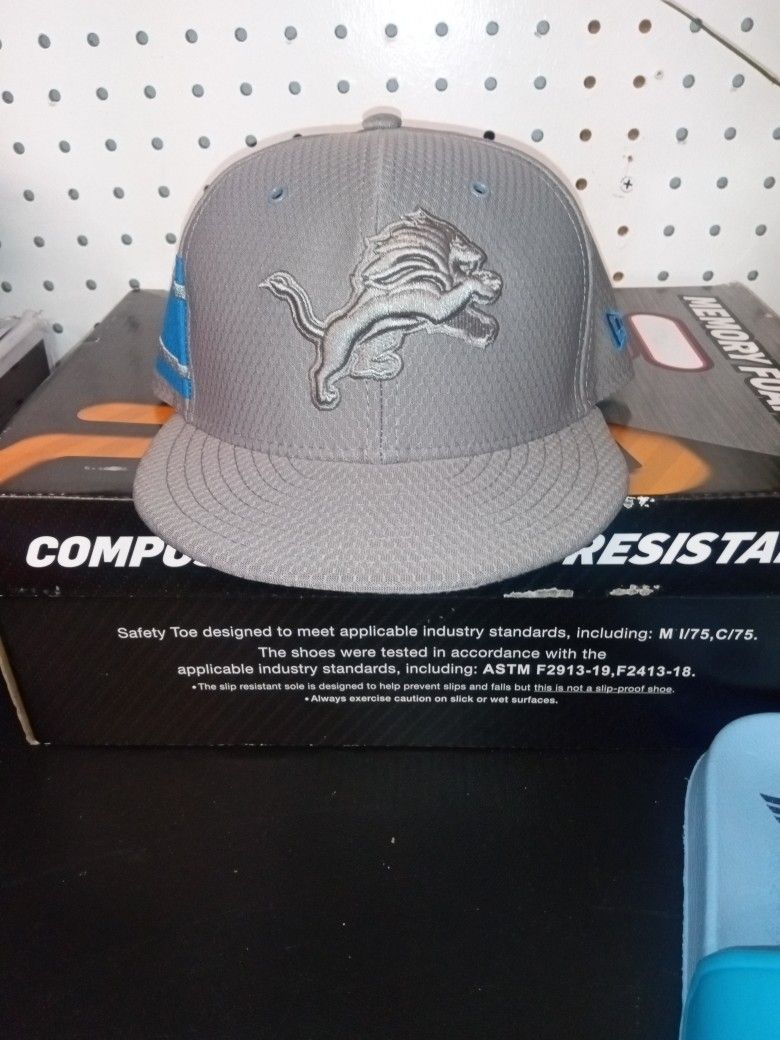 MEMORY FOA
COMPO
RESISTA
Safety Toe designed to meet applicable industry standards, including: M I/75,C/75.
The shoes were tested in accordance with the
applicable industry standards, including: ASTM F2913-19,F2413-18.
• The slip resistant sole is designed to help prevent slips and falls but this is not a slip-proof shoe.
• Always exercise caution on slick or wet surfaces.